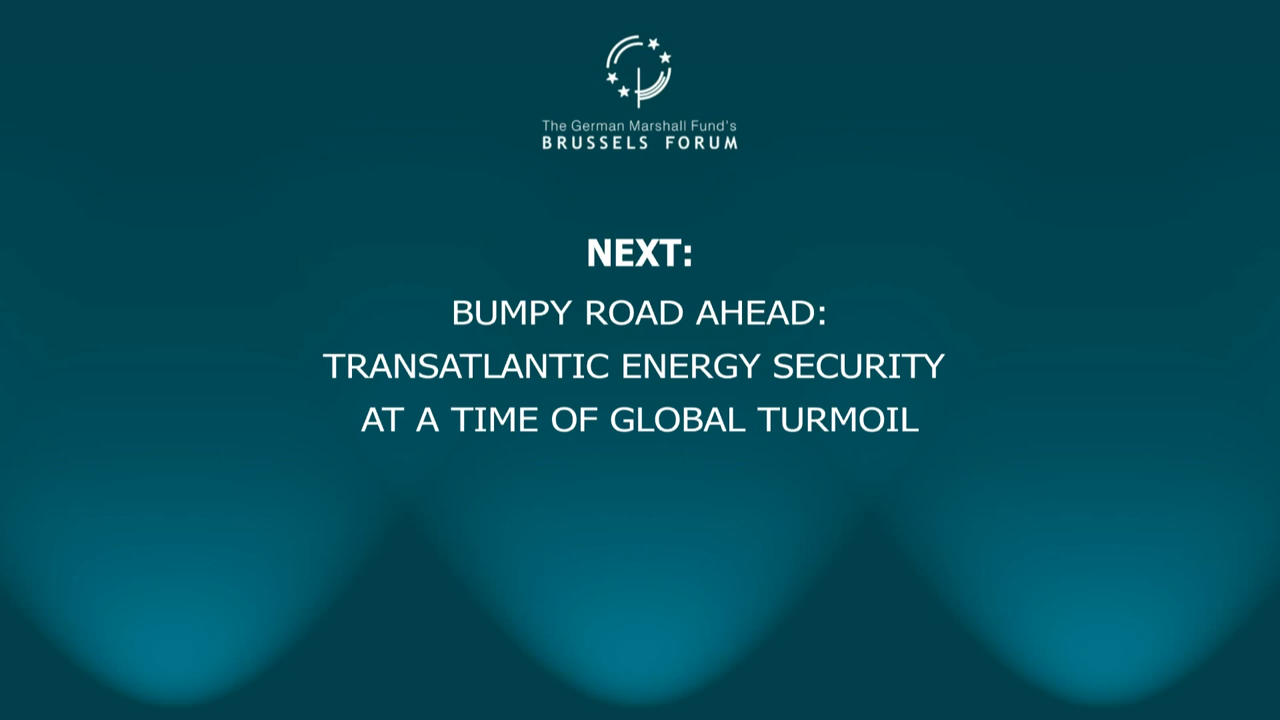 The German Marshall Fund's
BRUSSELS FORUM
NEXT:
BUMPY ROAD AHEAD:
TRANSATLANTIC ENERGY SECURITY
AT A TIME OF GLOBAL TURMOIL